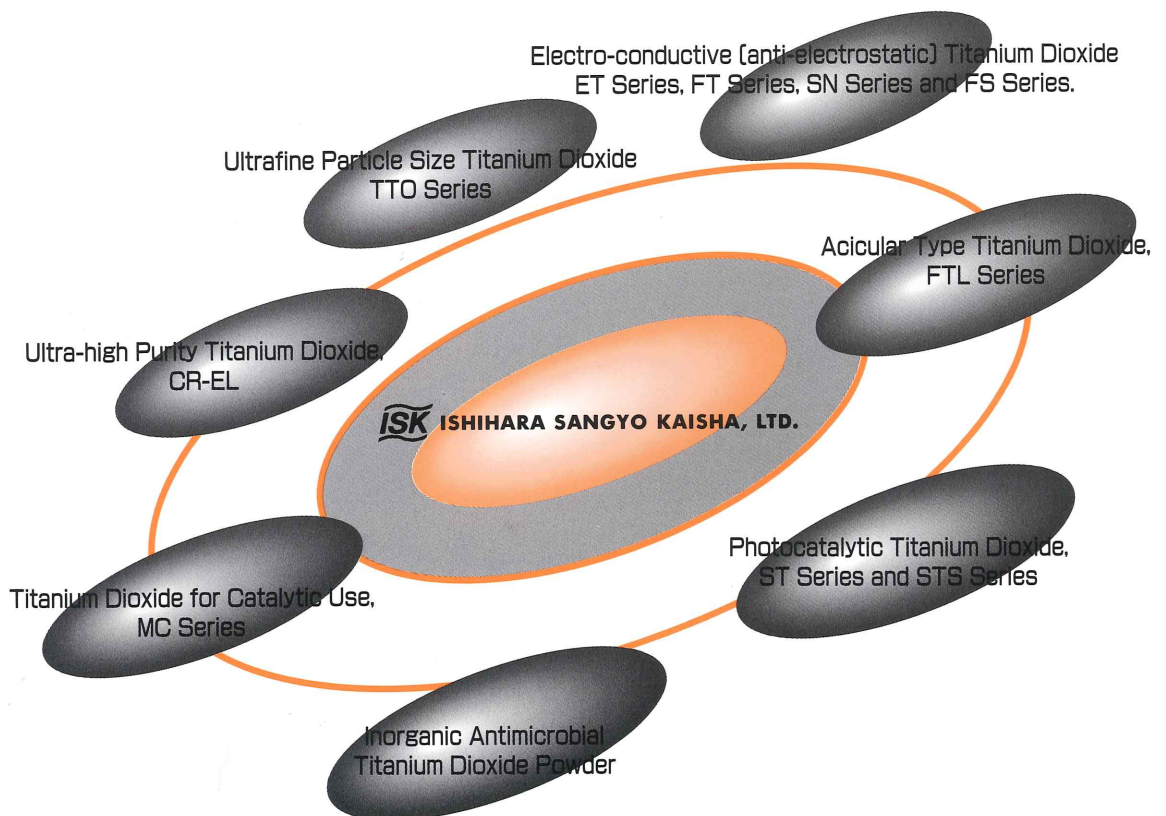 Electro-conductive (anti-electrostatic) Titanium Dioxide
ET Series, FT Series, SN Series and FS Series.
Ultrafine Particle Size Titanium Dioxide
TTO Series
Acicular Type Titanium Dioxide,
FTL Series
Ultra-high Purity Titanium Dioxide,
CR-EL
ISK ISHIHARA SANGYO KAISHA, LTD.
Photocatalytic Titanium Dioxide,
ST Series and STS Series
Titanium Dioxide for Catalytic Use,
MC Series
Inorganic Antimicrobial
Titanium Dioxide Powder